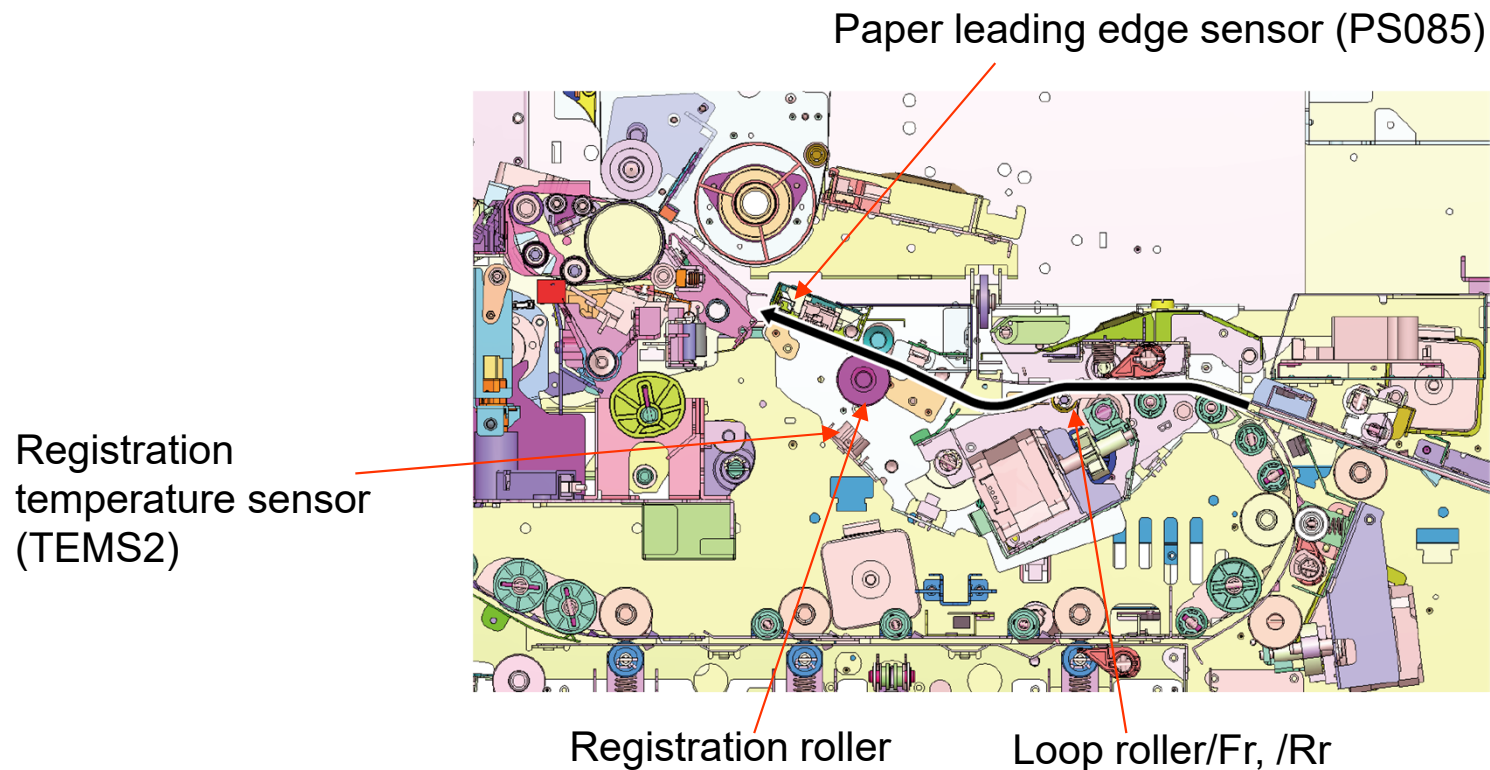 Paper leading edge sensor (PS085)
Registration
temperature sensor
(TEMS2)
Registration roller
Loop roller/Fr, /Rr